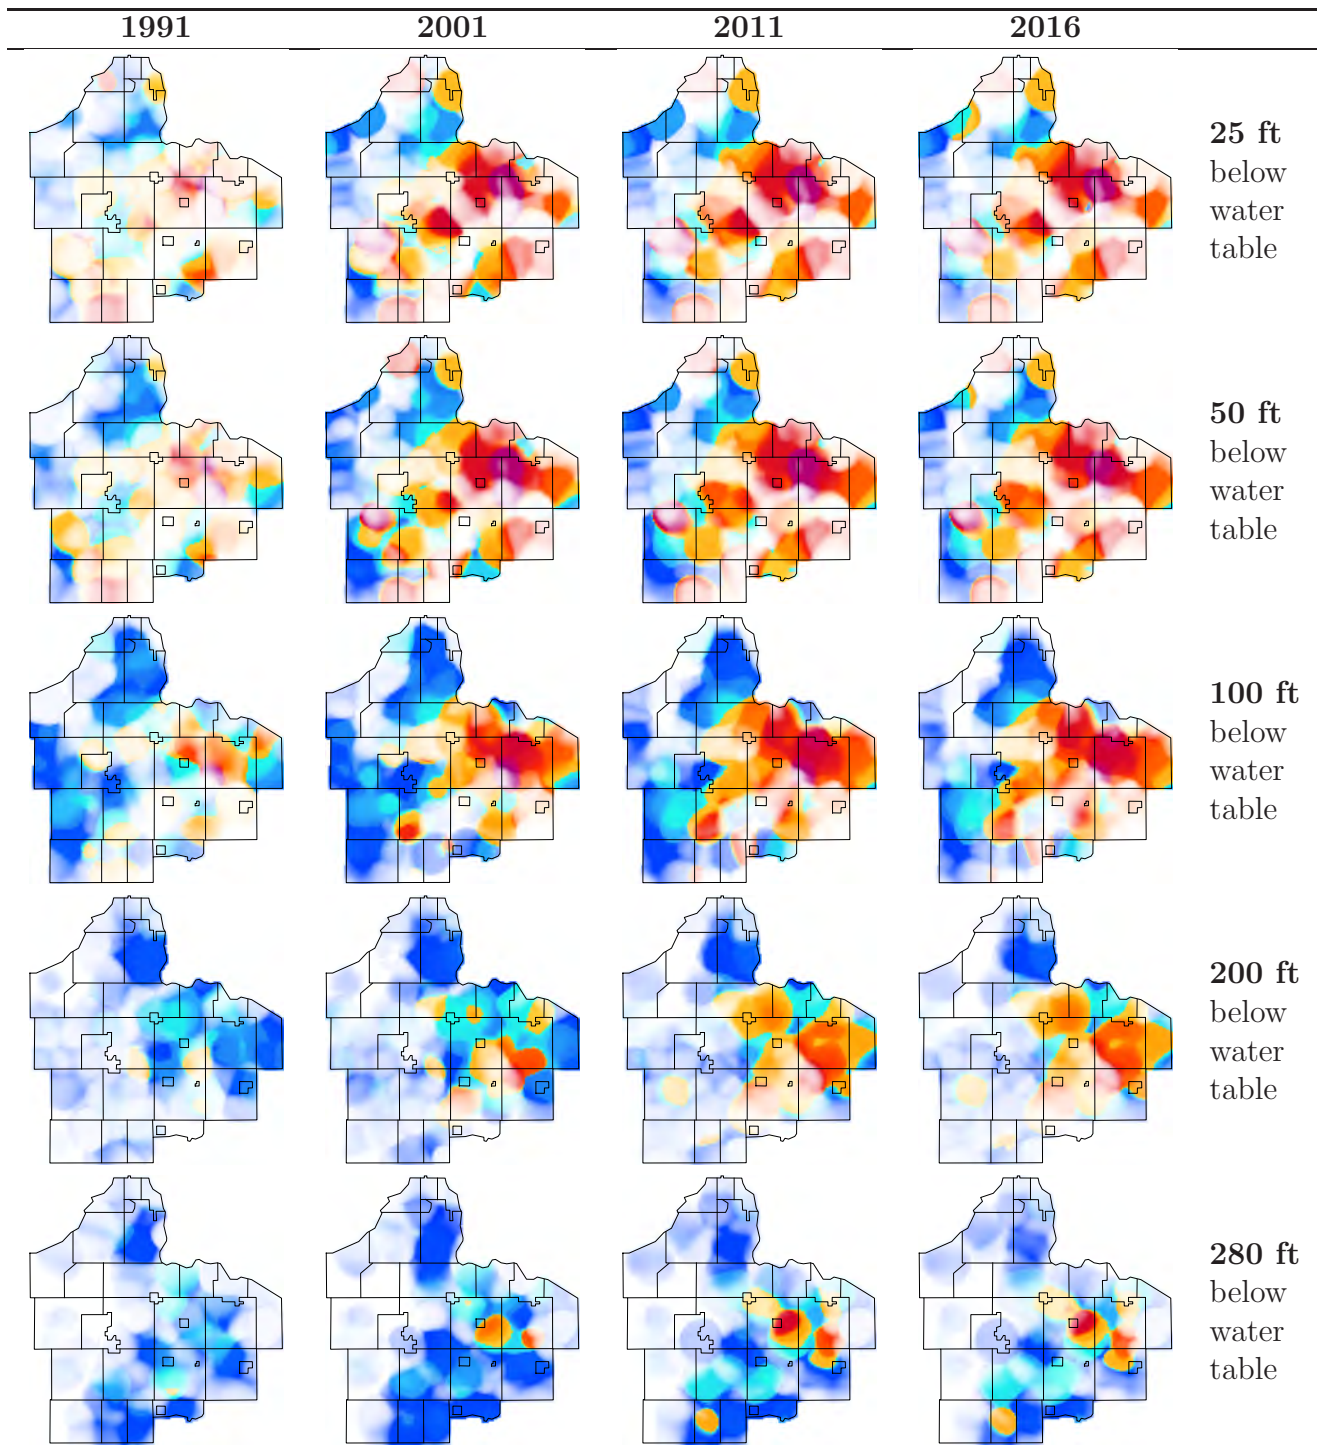 1991 2001 2011 2016
25 ft
below
water
table
50 ft
below
water
table
100 ft
below
water
table
200 ft
below
water
table
280 ft
below
water
table